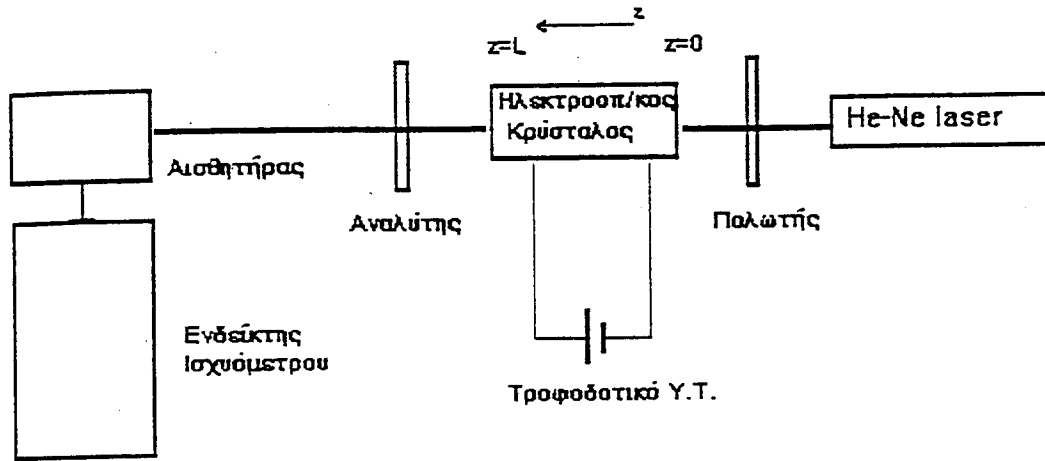 z
z=L
z=0
Ηλεκτροοπ/κος
Κρύσταλος
He-Ne laser
Αισθητήρας
Αναλύτης
Πολωτής
Ενδείκτης
Ισχυόμετρου
Τροφοδοτικό Υ.Τ.